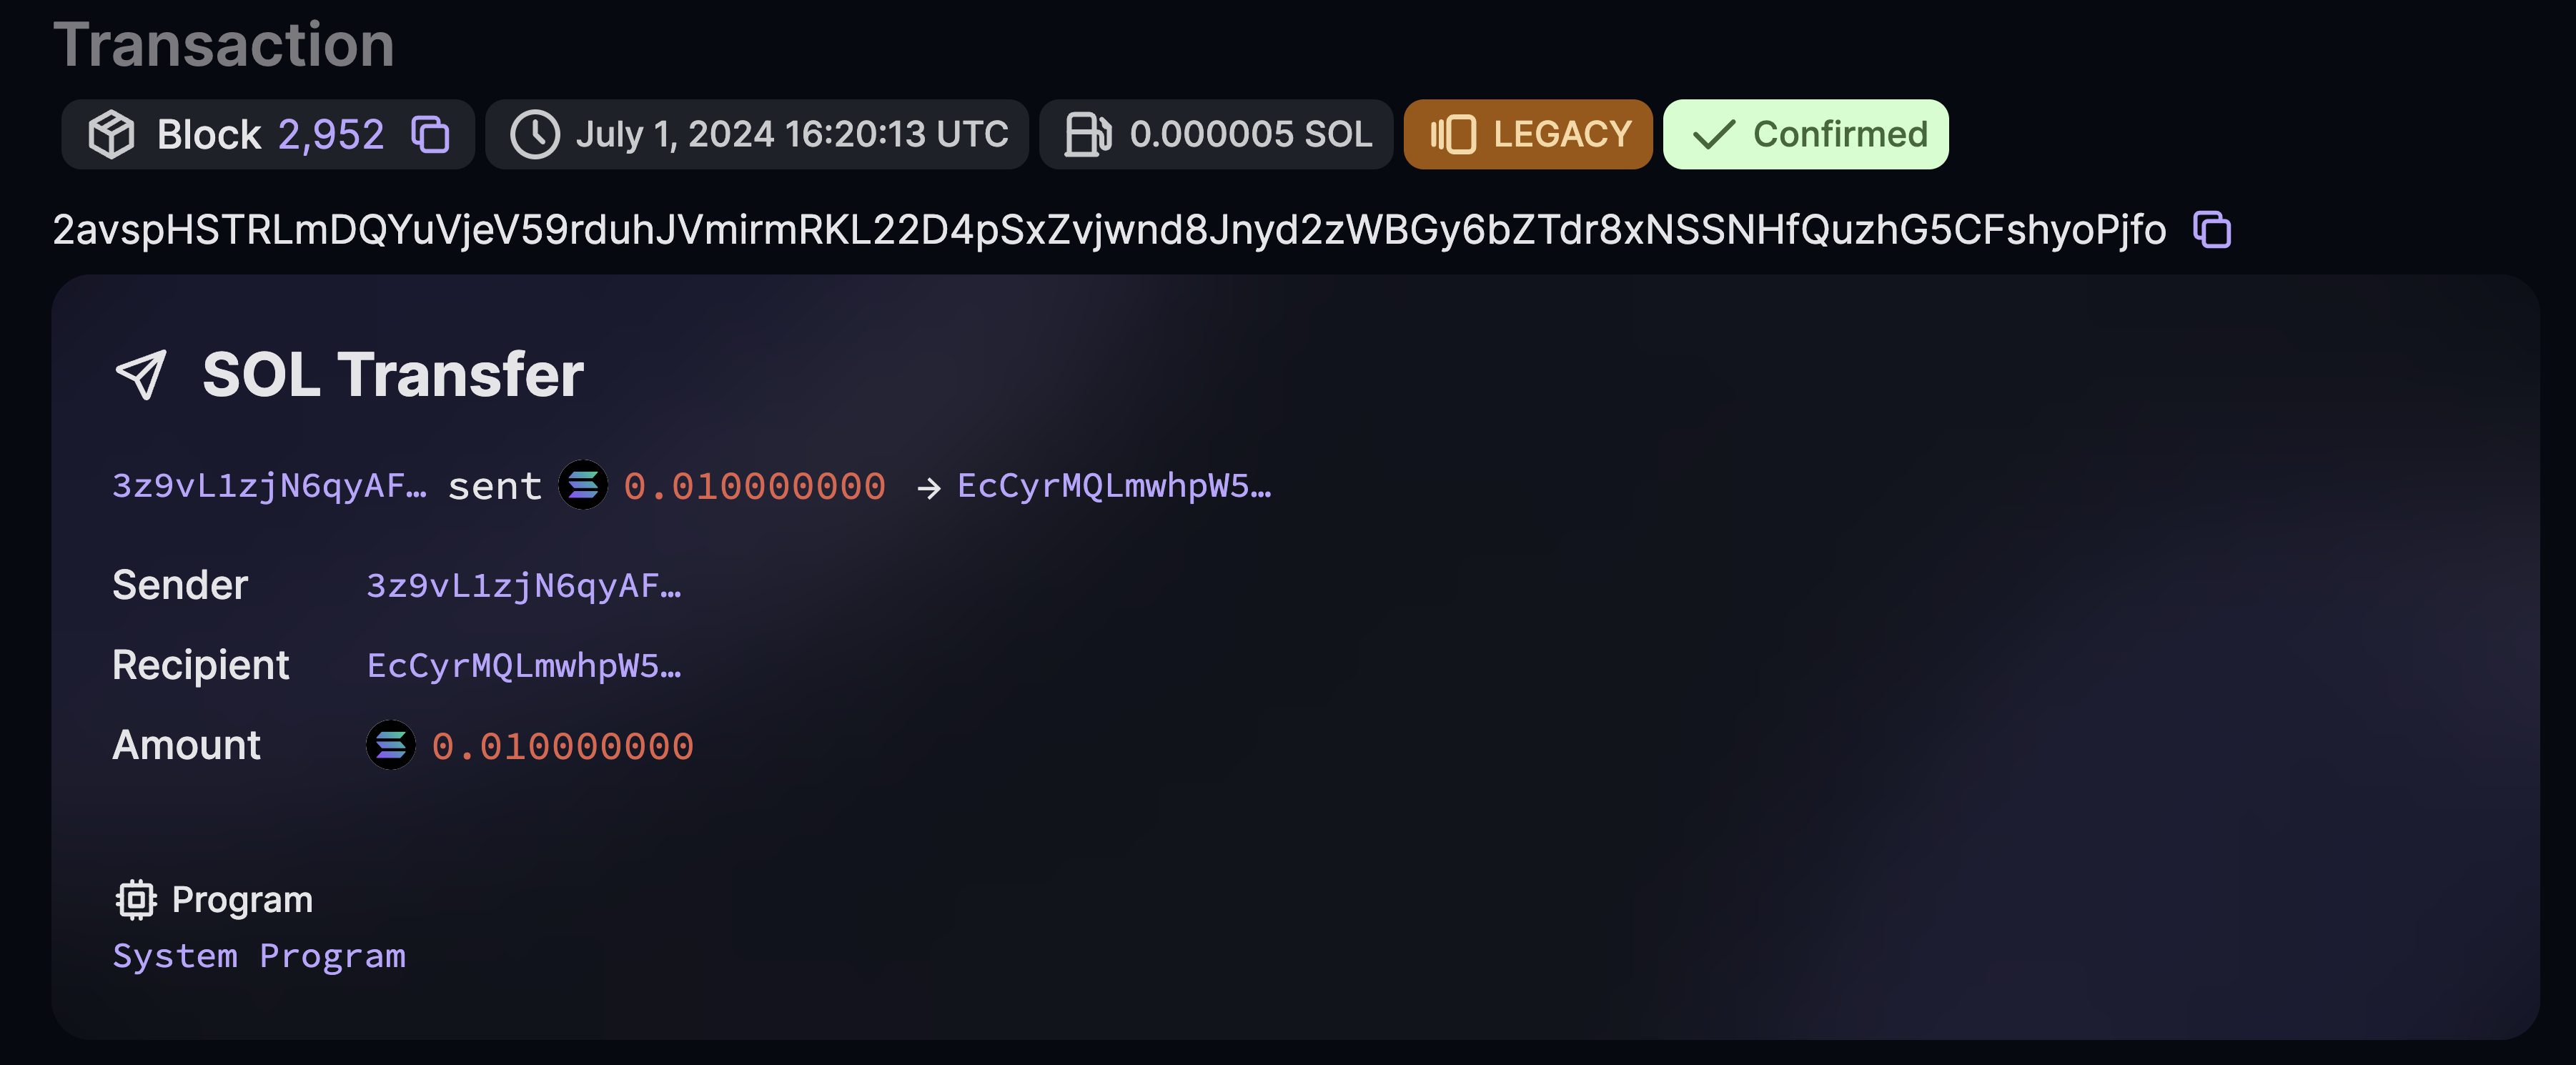 Transaction
Block 2,952 July 1, 2024 16:20:13 UTC 0.000005 SOL LEGACY Confirmed
2avspHSTRLmDQYuVjeV59rduhJVmirmRKL22D4pSxZvjwnd8Jnyd2zWBGy6bZTdr8xNSSNHfQuzhG5CFshyoPjfo
SOL Transfer
3z9vL1zjN6qyAF… sent 0.010000000 → EcCyrMQLmwhpW5…
Sender 3z9vL1zjN6qyAF…
Recipient EcCyrMQLmwhpW5…
Amount 0.010000000
Program
System Program